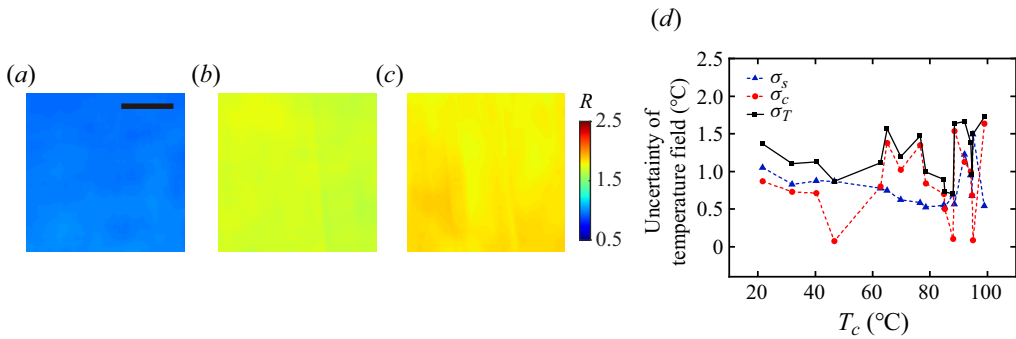 (a)
(b)
(c)
R
2.5
1.5
0.5
(d)
Uncertainty of
temperature field (°C)
2.5
2.0
1.5
1.0
0.5
0
σs
σc
σT
20
40
60
80
100
Tc (°C)